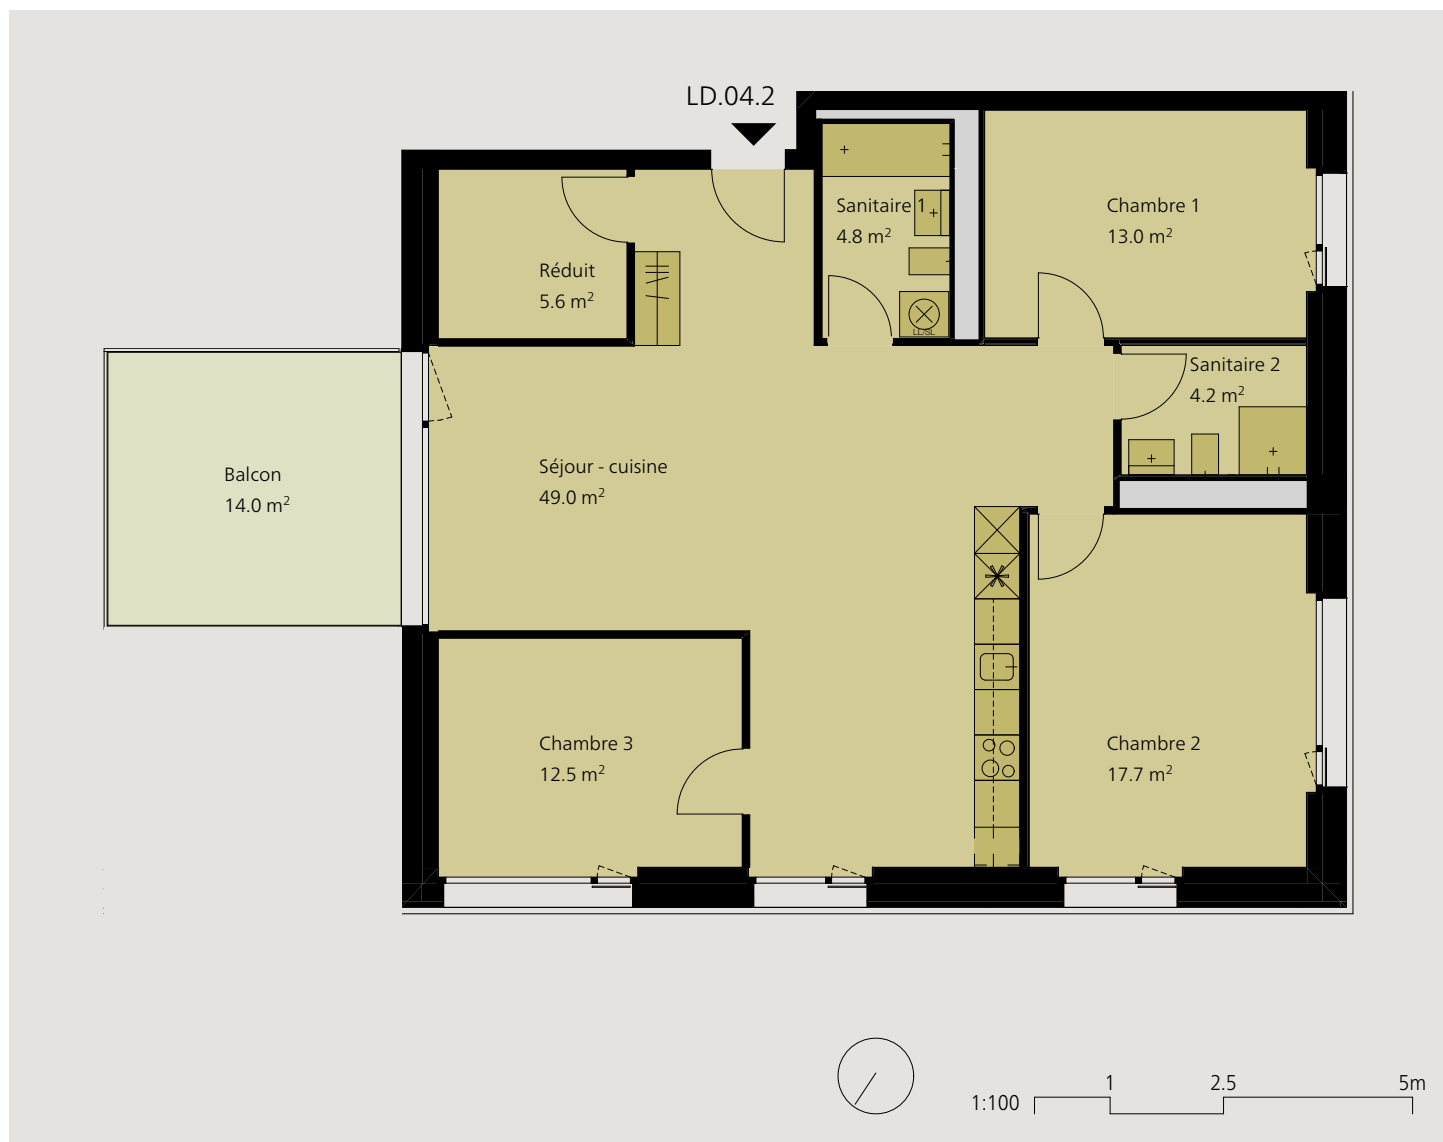 LD.04.2
Sanitaire 1
4.8 m²
Chambre 1
13.0 m²
Réduit
5.6 m²
LL/SL
Sanitaire 2
4.2 m²
Balcon
14.0 m²
Séjour - cuisine
49.0 m²
Chambre 3
12.5 m²
Chambre 2
17.7 m²
1:100 1 2.5 5m